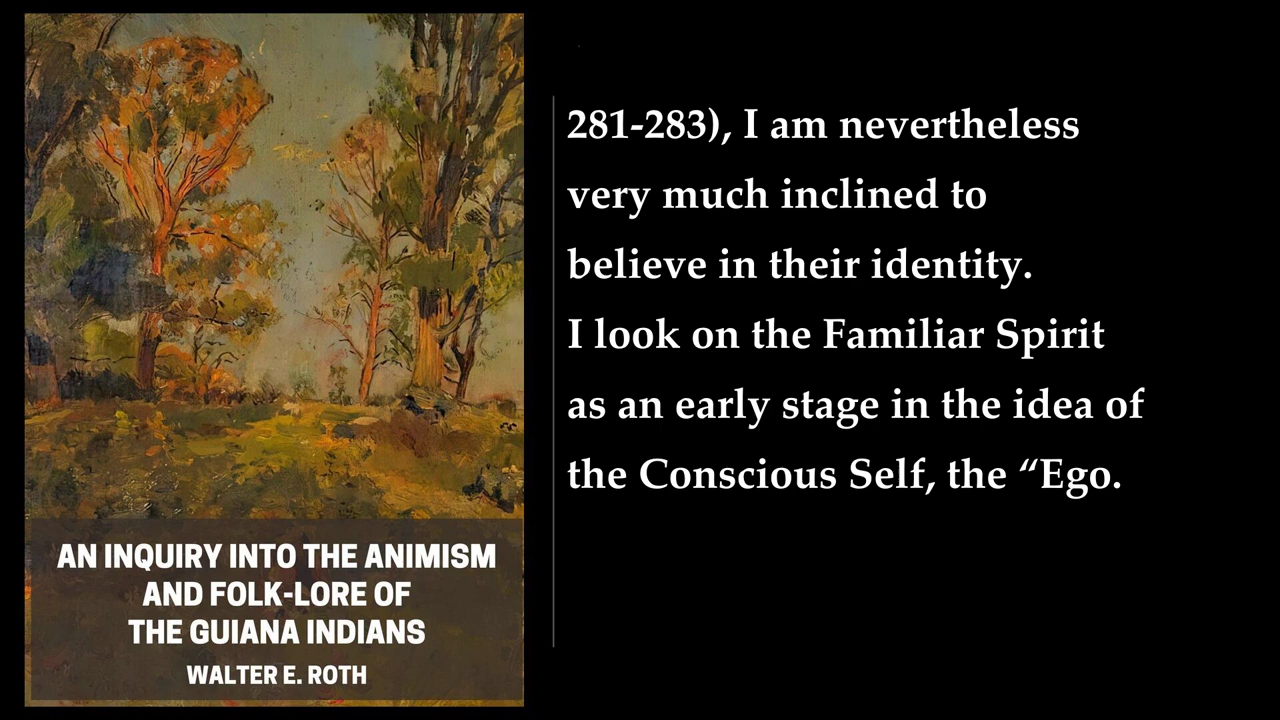 281-283), I am nevertheless
very much inclined to
believe in their identity.
I look on the Familiar Spirit
as an early stage in the idea of
the Conscious Self, the “Ego.
AN INQUIRY INTO THE ANIMISM
AND FOLK-LORE OF
THE GUIANA INDIANS
WALTER E. ROTH